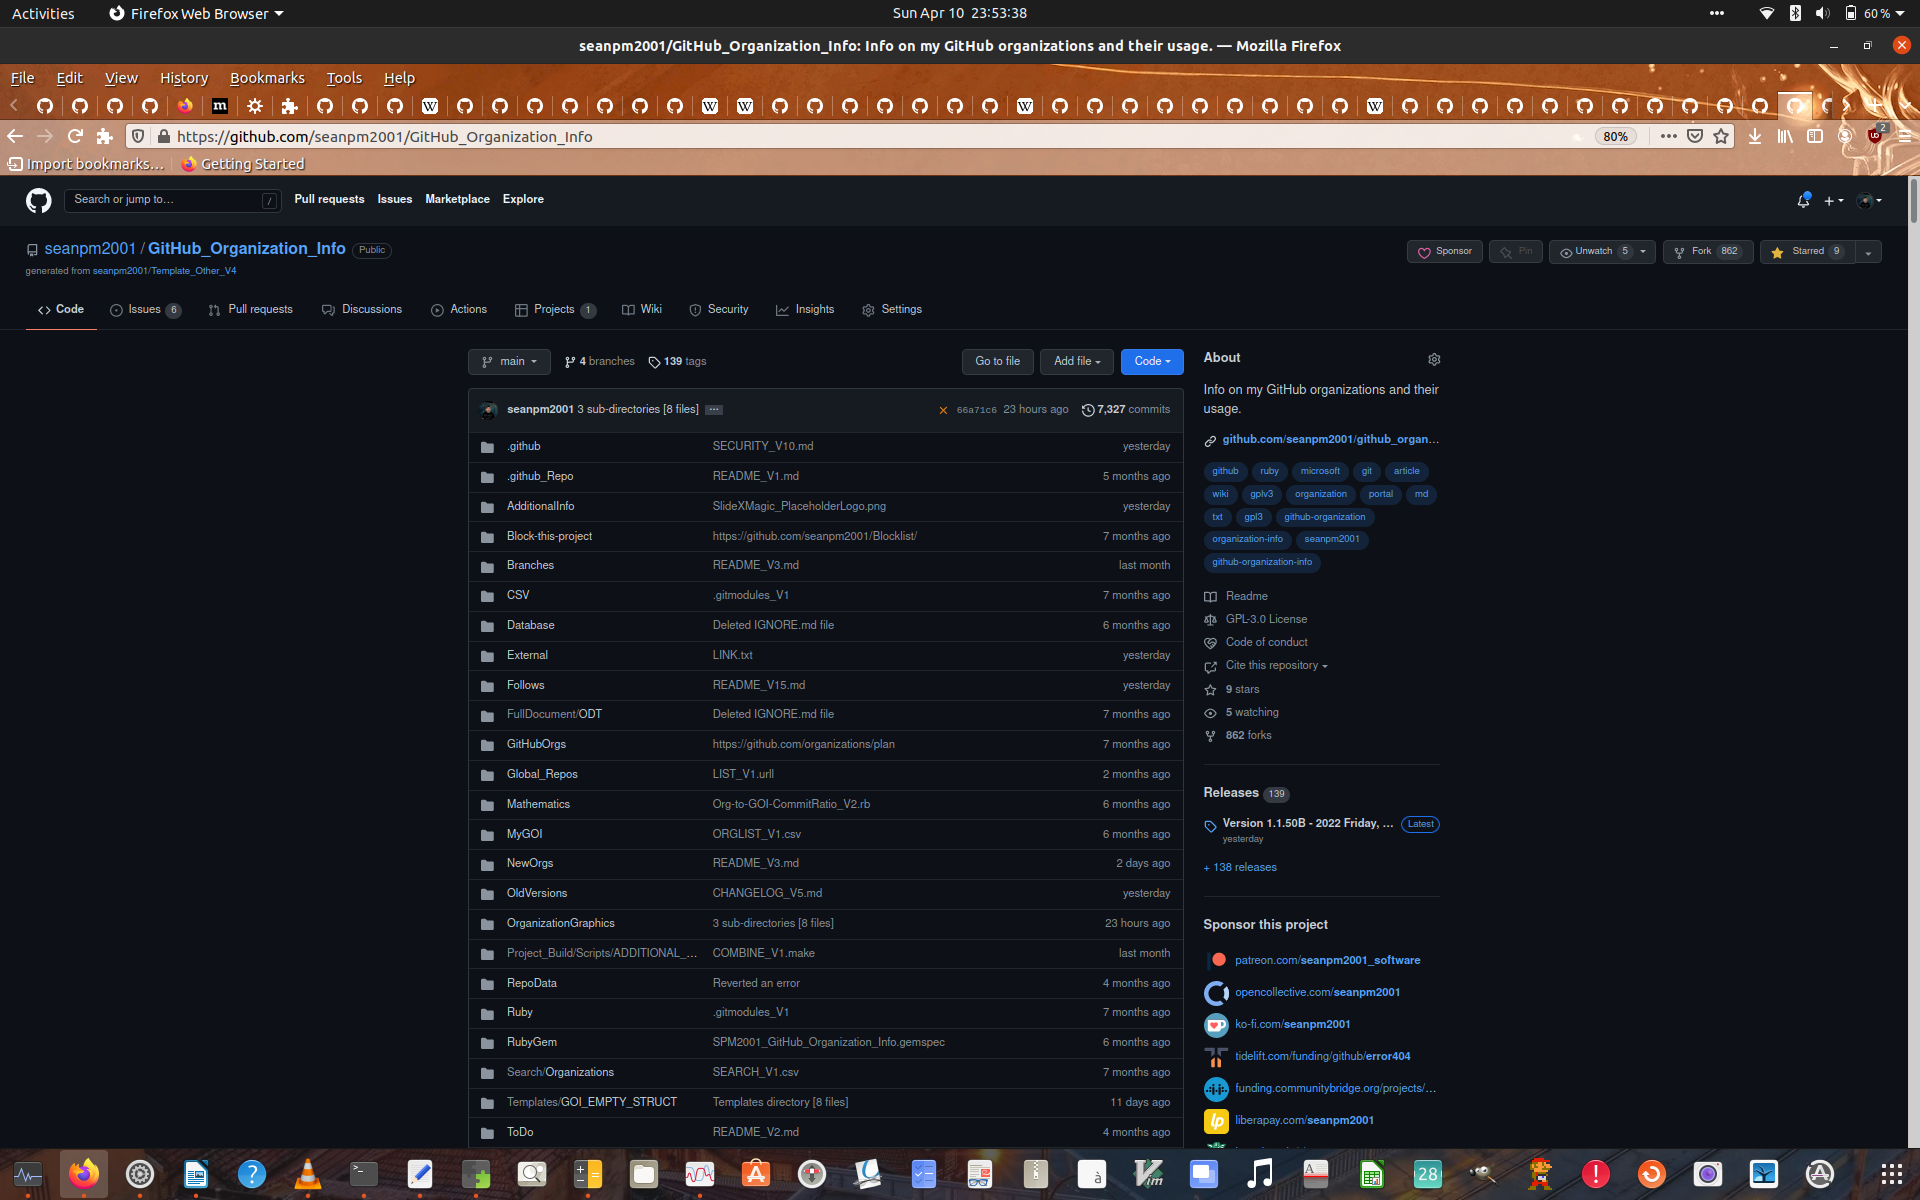 Activities
Firefox Web Browser
Sun Apr 10 23:53:38
60 %
seanpm2001/GitHub_Organization_Info: Info on my GitHub organizations and their usage. — Mozilla Firefox
File Edit View History Bookmarks Tools Help
https://github.com/seanpm2001/GitHub_Organization_Info
80%
2
Import bookmarks…
Getting Started
Search or jump to…
/
Pull requests Issues Marketplace Explore
seanpm2001 / GitHub_Organization_Info Public
generated from seanpm2001/Template_Other_V4
Sponsor
Pin
Unwatch 5
Fork 862
Starred 9
Code
Issues 6
Pull requests
Discussions
Actions
Projects 1
Wiki
Security
Insights
Settings
main
4 branches
139 tags
Go to file
Add file
Code
seanpm2001 3 sub-directories [8 files] ···
66a71c6 23 hours ago
7,327 commits
.github SECURITY_V10.md yesterday
.github_Repo README_V1.md 5 months ago
AdditionalInfo SlideXMagic_PlaceholderLogo.png yesterday
Block-this-project https://github.com/seanpm2001/Blocklist/ 7 months ago
Branches README_V3.md last month
CSV .gitmodules_V1 7 months ago
Database Deleted IGNORE.md file 6 months ago
External LINK.txt yesterday
Follows README_V15.md yesterday
FullDocument/ODT Deleted IGNORE.md file 7 months ago
GitHubOrgs https://github.com/organizations/plan 7 months ago
Global_Repos LIST_V1.urll 2 months ago
Mathematics Org-to-GOI-CommitRatio_V2.rb 6 months ago
MyGOI ORGLIST_V1.csv 6 months ago
NewOrgs README_V3.md 2 days ago
OldVersions CHANGELOG_V5.md yesterday
OrganizationGraphics 3 sub-directories [8 files] 23 hours ago
Project_Build/Scripts/ADDITIONAL_… COMBINE_V1.make last month
RepoData Reverted an error 4 months ago
Ruby .gitmodules_V1 7 months ago
RubyGem SPM2001_GitHub_Organization_Info.gemspec 6 months ago
Search/Organizations SEARCH_V1.csv 7 months ago
Templates/GOI_EMPTY_STRUCT Templates directory [8 files] 11 days ago
ToDo README_V2.md 4 months ago
About
Info on my GitHub organizations and their
usage.
github.com/seanpm2001/github_organ…
github ruby microsoft git article
wiki gplv3 organization portal md
txt gpl3 github-organization
organization-info seanpm2001
github-organization-info
Readme
GPL-3.0 License
Code of conduct
Cite this repository
9 stars
5 watching
862 forks
Releases 139
Version 1.1.50B - 2022 Friday, … Latest
yesterday
+ 138 releases
Sponsor this project
patreon.com/seanpm2001_software
opencollective.com/seanpm2001
ko-fi.com/seanpm2001
tidelift.com/funding/github/error404
funding.communitybridge.org/projects/…
liberapay.com/seanpm2001
28